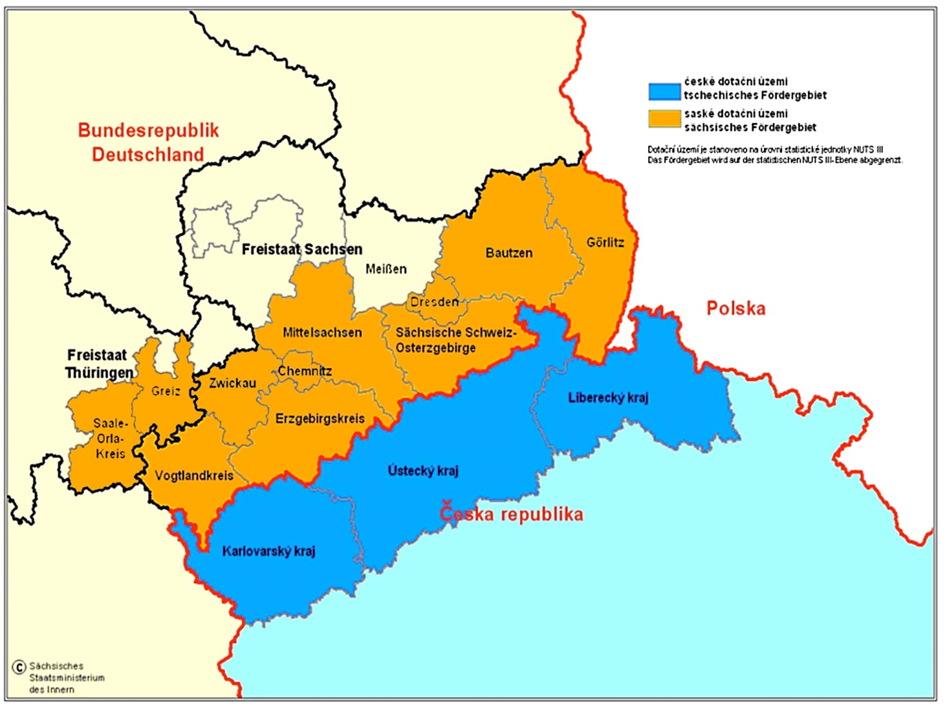 české dotační území
tschechisches Fördergebiet
saské dotační území
sächsisches Fördergebiet
Dotační území je stanoveno na úrovni statistické jednotky NUTS III
Das Fördergebiet wird auf der statistischen NUTS III-Ebene abgegrenzt.
Bundesrepublik
Deutschland
Freistaat Sachsen
Meißen
Bautzen
Görlitz
Dresden
Polska
Mittelsachsen
Sächsische Schweiz-
Osterzgebirge
Freistaat
Thüringen
Greiz
Zwickau
Chemnitz
Liberecký kraj
Saale-
Orla-
Kreis
Erzgebirgskreis
Vogtlandkreis
Ústecký kraj
Česka republika
Karlovarský kraj
© Sächsisches
Staatsministerium
des Innern